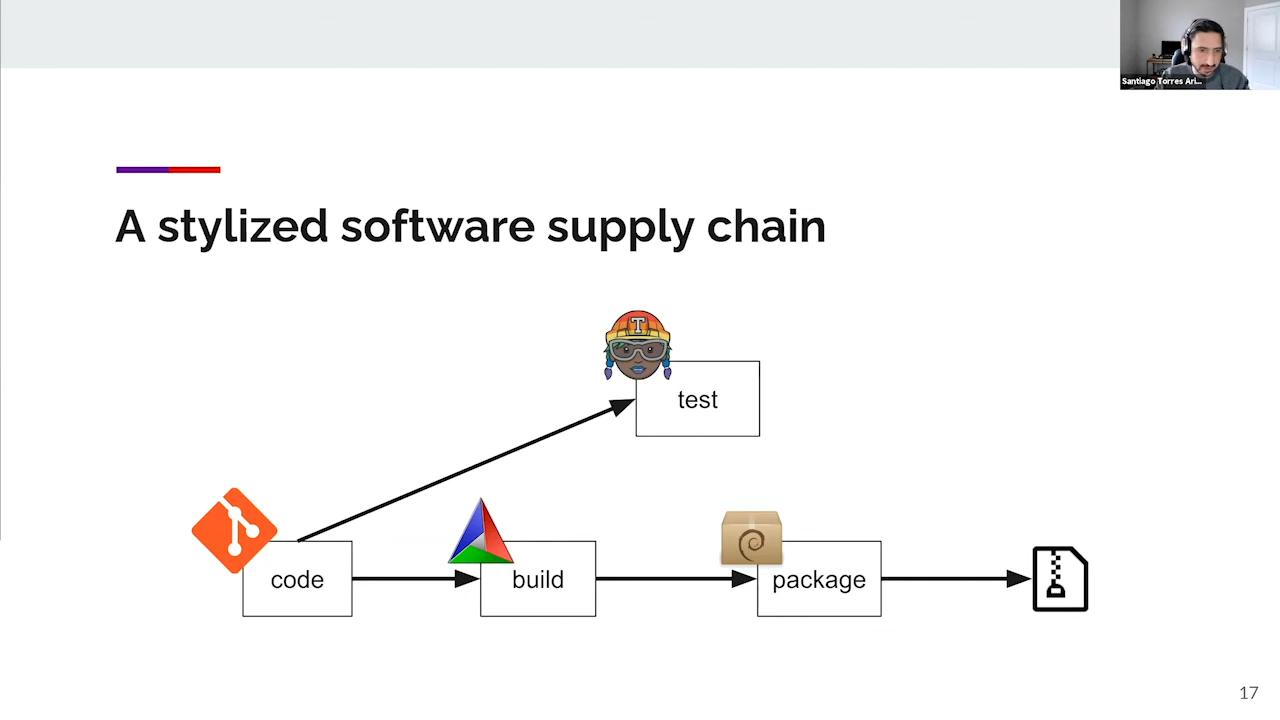 Santiago Torres Ari...
A stylized software supply chain
T
test
code
build
package
17